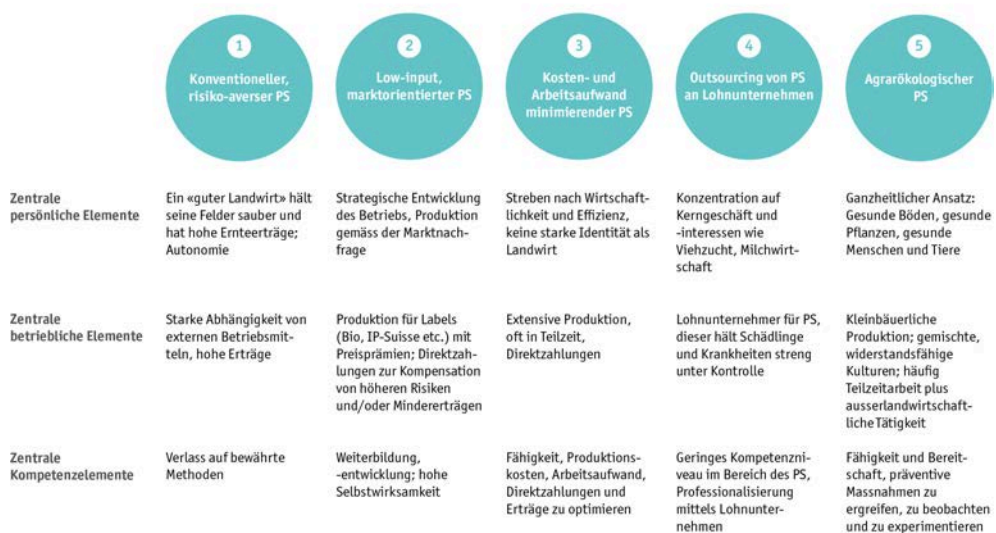 1
Konventioneller,
risiko-averser PS
2
Low-input,
marktorientierter PS
3
Kosten- und
Arbeitsaufwand
minimierender PS
4
Outsourcing von PS
an Lohnunternehmen
5
Agrarökologischer
PS
Zentrale
persönliche Elemente
Ein «guter Landwirt» hält
seine Felder sauber und
hat hohe Ernteerträge;
Autonomie
Strategische Entwicklung
des Betriebs, Produktion
gemäss der Marktnach-
frage
Streben nach Wirtschaft-
lichkeit und Effizienz,
keine starke Identität als
Landwirt
Konzentration auf
Kerngeschäft und
-interessen wie
Viehzucht, Milchwirt-
schaft
Ganzheitlicher Ansatz:
Gesunde Böden, gesunde
Pflanzen, gesunde
Menschen und Tiere
Zentrale
betriebliche Elemente
Starke Abhängigkeit von
externen Betriebsmit-
teln, hohe Erträge
Produktion für Labels
(Bio, IP-Suisse etc.) mit
Preisprämien; Direktzah-
lungen zur Kompensation
von höheren Risiken
und/oder Mindererträgen
Extensive Produktion,
oft in Teilzeit,
Direktzahlungen
Lohnunternehmer für PS,
dieser hält Schädlinge
und Krankheiten streng
unter Kontrolle
Kleinbäuerliche
Produktion; gemischte,
widerstandsfähige
Kulturen; häufig
Teilzeitarbeit plus
ausserlandwirtschaft-
liche Tätigkeit
Zentrale
Kompetenzelemente
Verlass auf bewährte
Methoden
Weiterbildung,
-entwicklung; hohe
Selbstwirksamkeit
Fähigkeit, Produktions-
kosten, Arbeitsaufwand,
Direktzahlungen und
Erträge zu optimieren
Geringes Kompetenzni-
veau im Bereich des PS,
Professionalisierung
mittels Lohnunter-
nehmen
Fähigkeit und Bereit-
schaft, präventive
Massnahmen zu
ergreifen, zu beobachten
und zu experimentieren